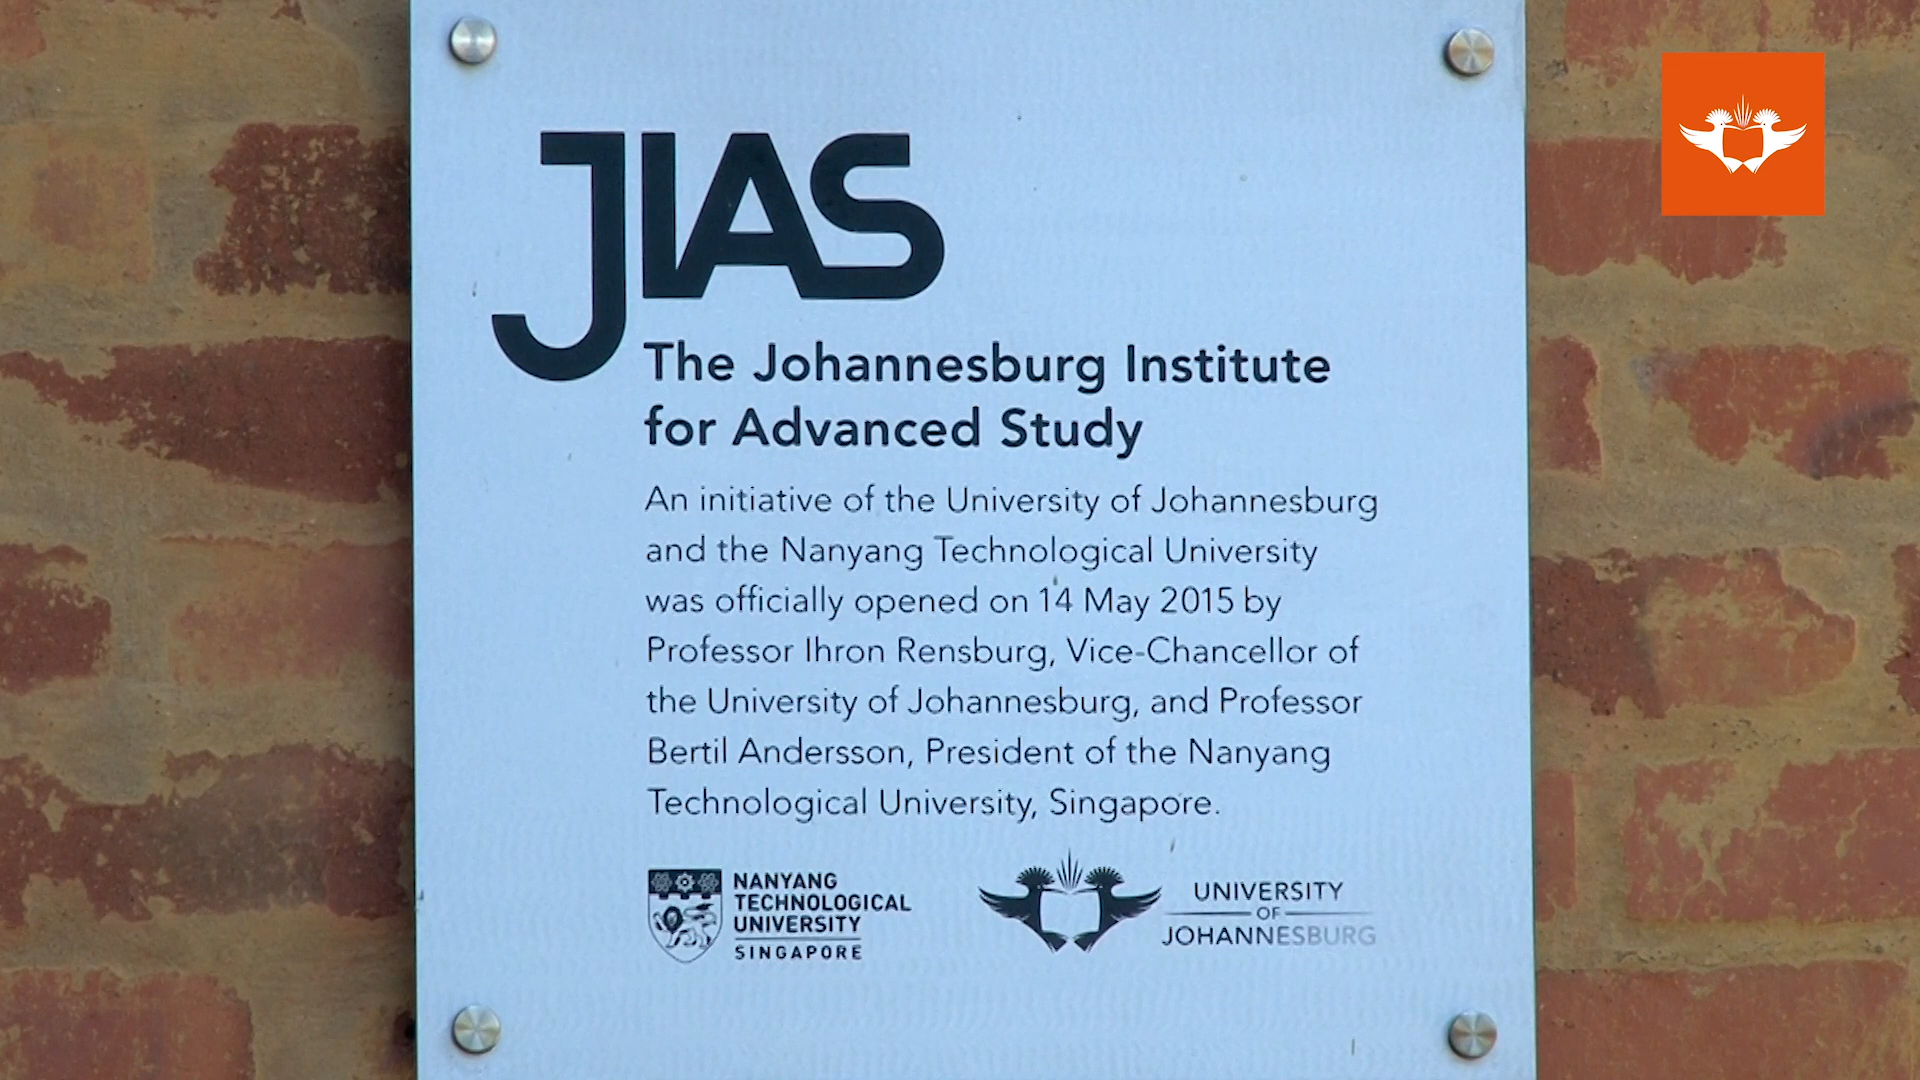 JIAS
The Johannesburg Institute
for Advanced Study
An initiative of the University of Johannesburg
and the Nanyang Technological University
was officially opened on 14 May 2015 by
Professor Ihron Rensburg, Vice-Chancellor of
the University of Johannesburg, and Professor
Bertil Andersson, President of the Nanyang
Technological University, Singapore.
NANYANG
TECHNOLOGICAL
UNIVERSITY
SINGAPORE
UNIVERSITY
OF
JOHANNESBURG